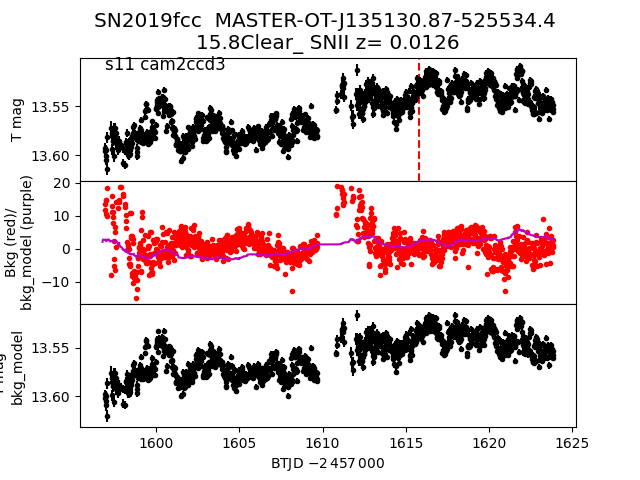 SN2019fcc MASTER-OT-J135130.87-525534.4
15.8Clear_ SNII z= 0.0126
s11 cam2ccd3
T mag
13.55
13.60
Bkg (red)/
bkg_model (purple)
20
10
0
−10
bkg_model
13.55
13.60
1600
1605
1610
1615
1620
1625
BTJD −2 457 000